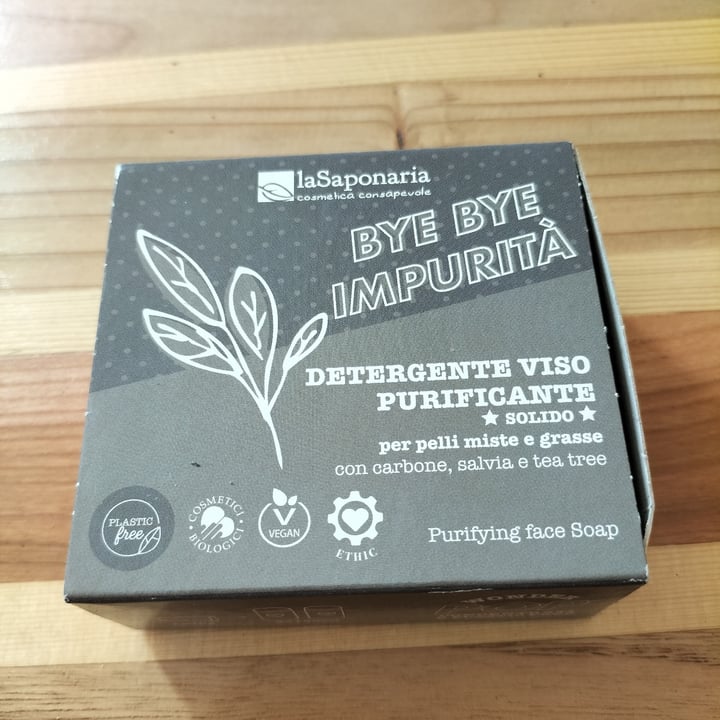 laSaponaria
cosmetica consapevole
BYE BYE
IMPURITÀ
DETERGENTE VISO
PURIFICANTE
SOLIDO
per pelli miste e grasse
con carbone, salvia e tea tree
PLASTIC
free
COSMETICI
BIOLOGICI
VEGAN
ETHIC
Purifying face Soap
WONDER